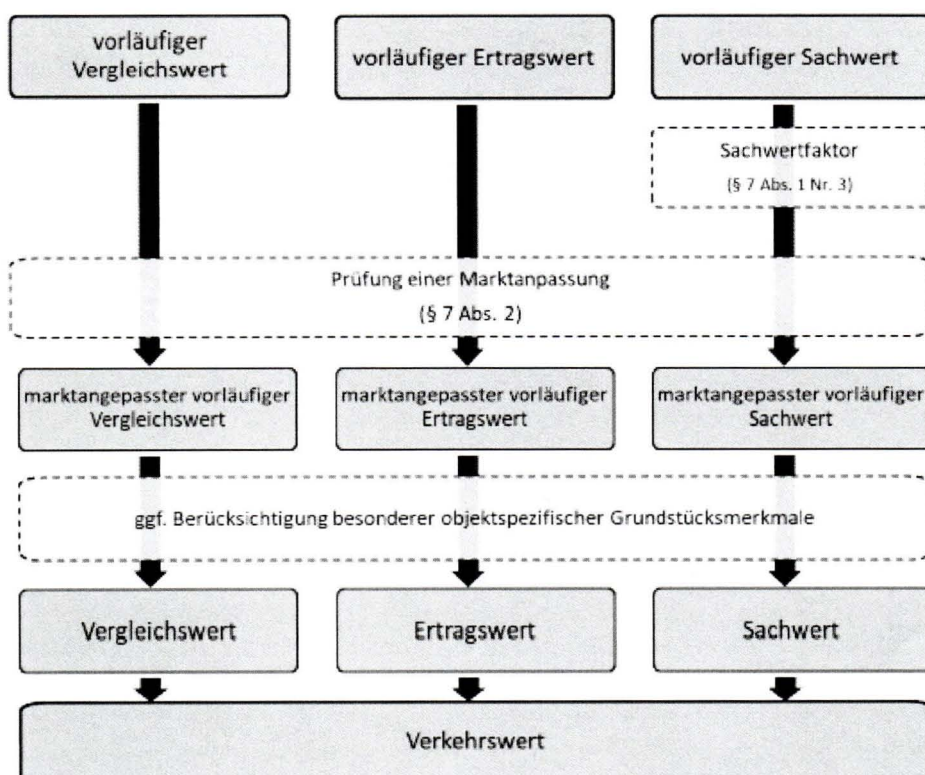 vorläufiger
Vergleichswert
vorläufiger Ertragswert
vorläufiger Sachwert
Sachwertfaktor
(§ 7 Abs. 1 Nr. 3)
Prüfung einer Marktanpassung
(§ 7 Abs. 2)
marktangepasster vorläufiger
Vergleichswert
marktangepasster vorläufiger
Ertragswert
marktangepasster vorläufiger
Sachwert
ggf. Berücksichtigung besonderer objektspezifischer Grundstücksmerkmale
Vergleichswert
Ertragswert
Sachwert
Verkehrswert